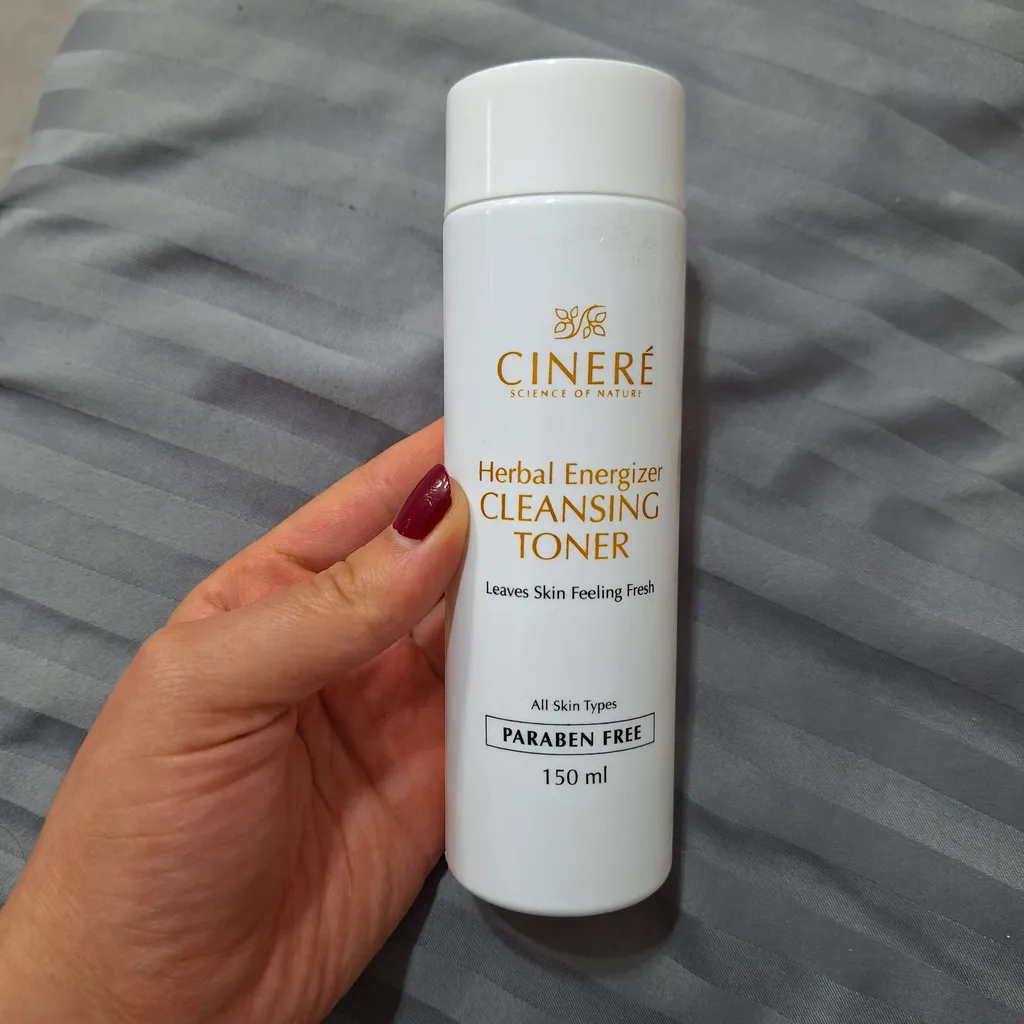 CINERÉ
SCIENCE OF NATURE
Herbal Energizer
CLEANSING
TONER
Leaves Skin Feeling Fresh
All Skin Types
PARABEN FREE
150 ml